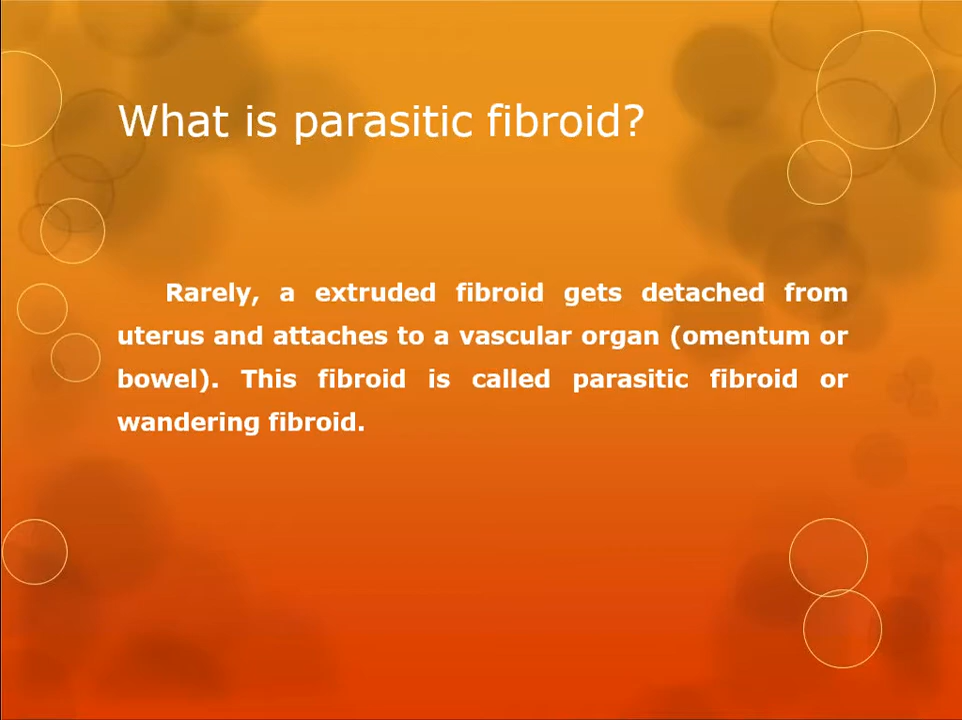 What is parasitic fibroid?
Rarely, a extruded fibroid gets detached from
uterus and attaches to a vascular organ (omentum or
bowel). This fibroid is called parasitic fibroid or
wandering fibroid.